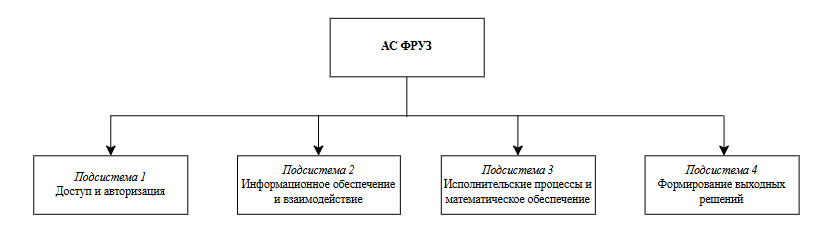 АС ФРУЗ
Подсистема 1
Доступ и авторизация
Подсистема 2
Информационное обеспечение
и взаимодействие
Подсистема 3
Исполнительские процессы и
математическое обеспечение
Подсистема 4
Формирование выходных
решений